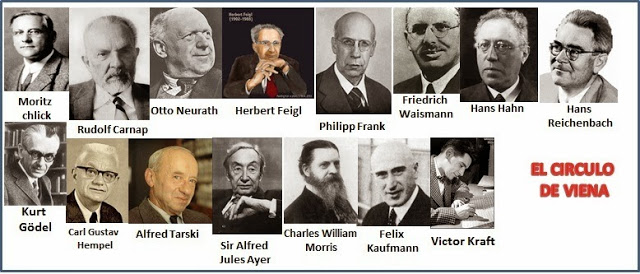 Herbert Feigl
Moritz
chlick
Rudolf Carnap
Otto Neurath
Herbert Feigl
Philipp Frank
Friedrich
Waismann
Hans Hahn
Hans
Reichenbach
Kurt
Gödel
Carl Gustav
Hempel
Alfred Tarski
Sir Alfred
Jules Ayer
Charles William
Morris
Felix
Kaufmann
Victor Kraft
EL CIRCULO
DE VIENA